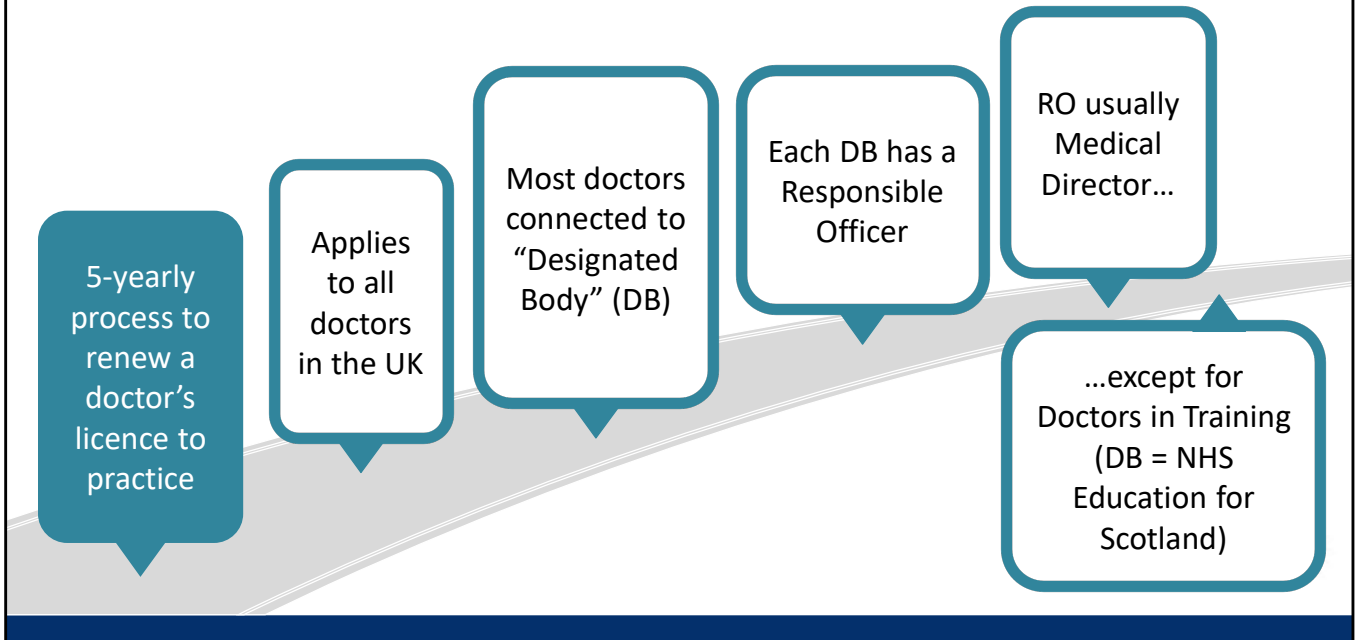 5-yearly
process to
renew a
doctor’s
licence to
practice
Applies
to all
doctors
in the UK
Most doctors
connected to
“Designated
Body” (DB)
Each DB has a
Responsible
Officer
RO usually
Medical
Director…
…except for
Doctors in Training
(DB = NHS
Education for
Scotland)